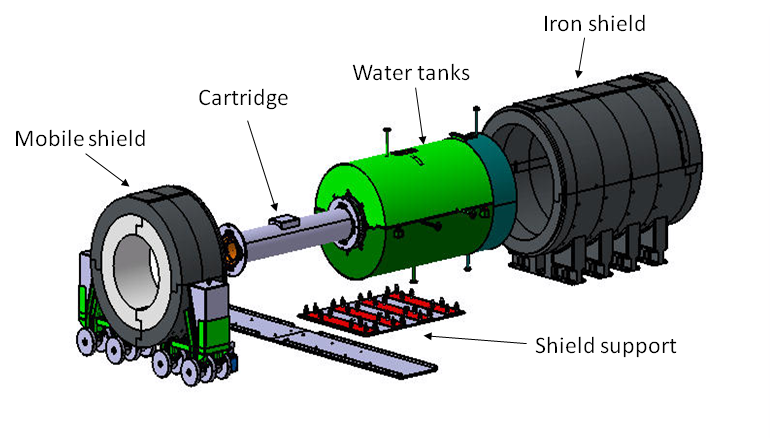 Iron shield
Water tanks
Cartridge
Mobile shield
Shield support